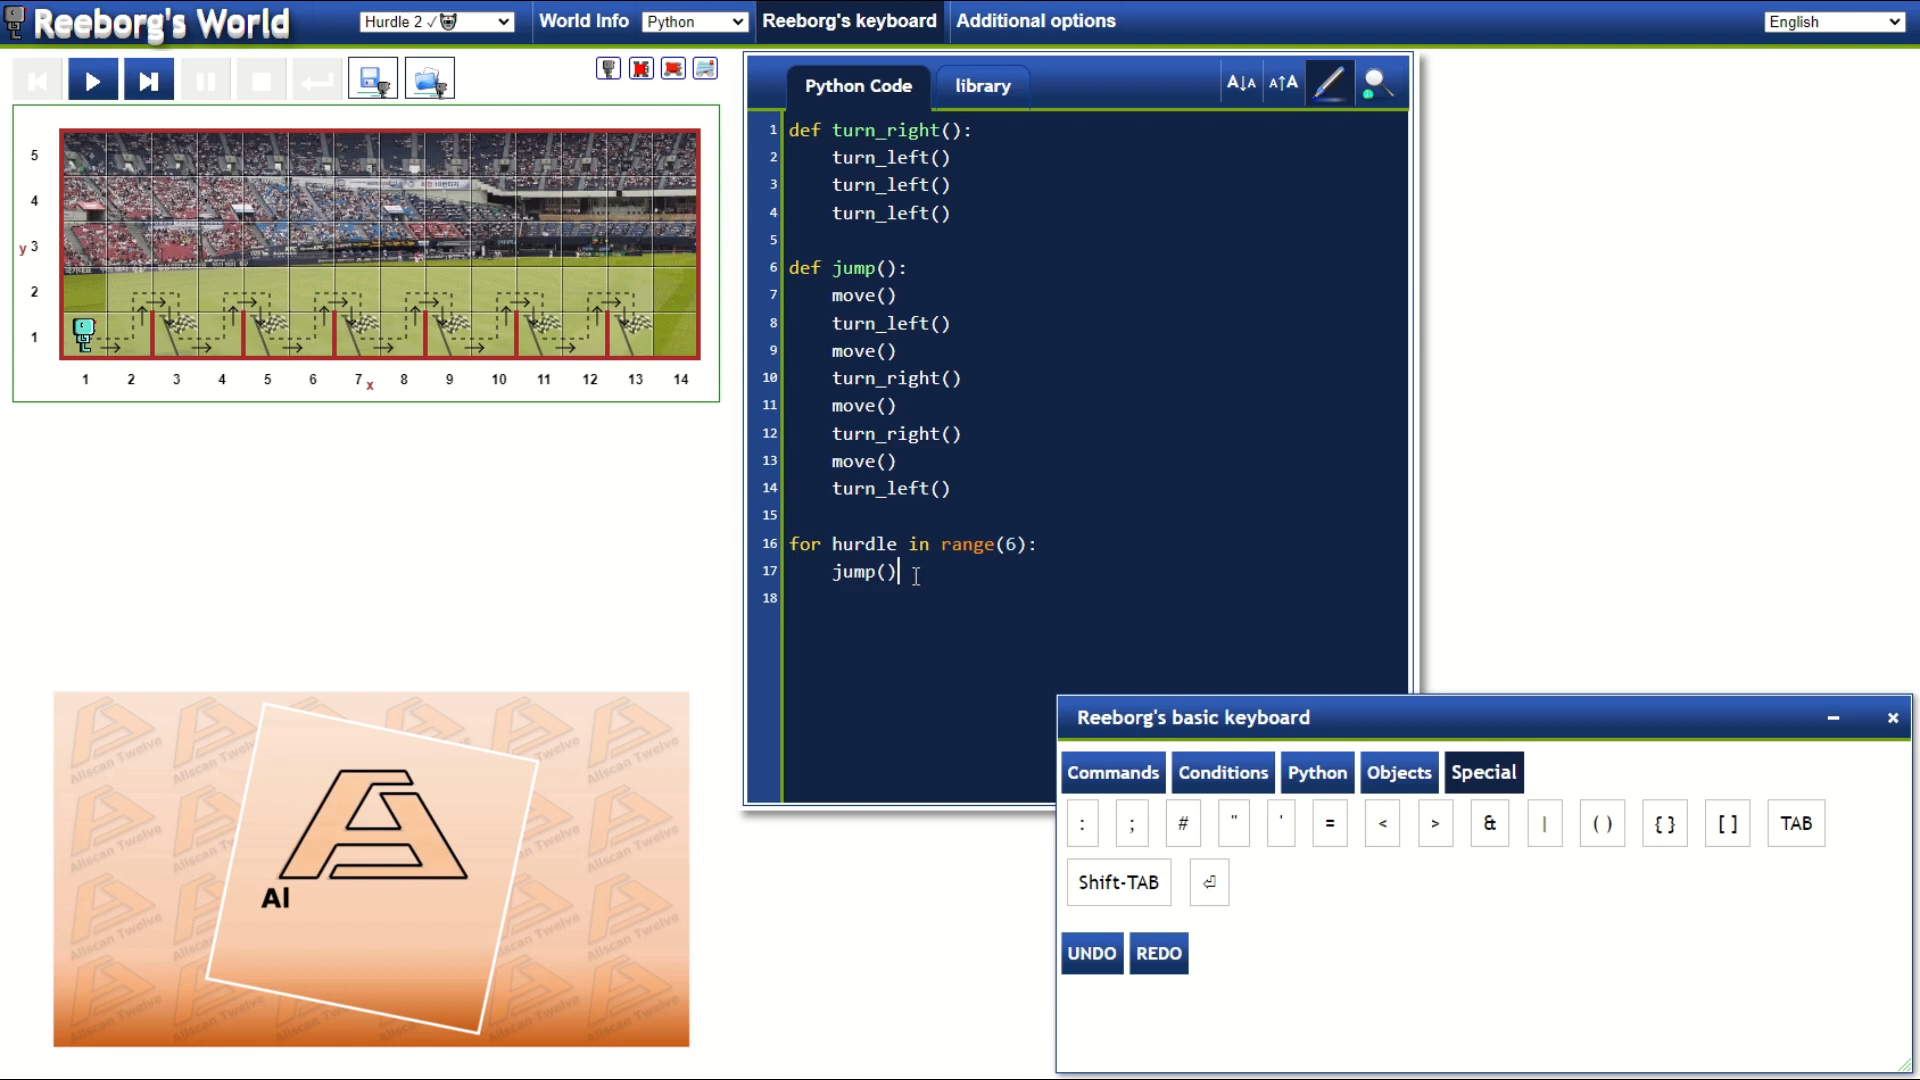 Reeborg's World
Hurdle 2 ✓
World Info
Python
Reeborg's keyboard
Additional options
English
5
4
y 3
2
1
1 2 3 4 5 6 7 x 8 9 10 11 12 13 14
Python Code
library
A↓A
A↑A
1 def turn_right():
2     turn_left()
3     turn_left()
4     turn_left()
5
6 def jump():
7     move()
8     turn_left()
9     move()
10     turn_right()
11     move()
12     turn_right()
13     move()
14     turn_left()
15
16 for hurdle in range(6):
17     jump()
18
Reeborg's basic keyboard
Commands Conditions Python Objects Special
: ; # " ' = < > & | ( ) { } [ ] TAB
Shift-TAB ⏎
UNDO REDO
Allscan Twelve
Al